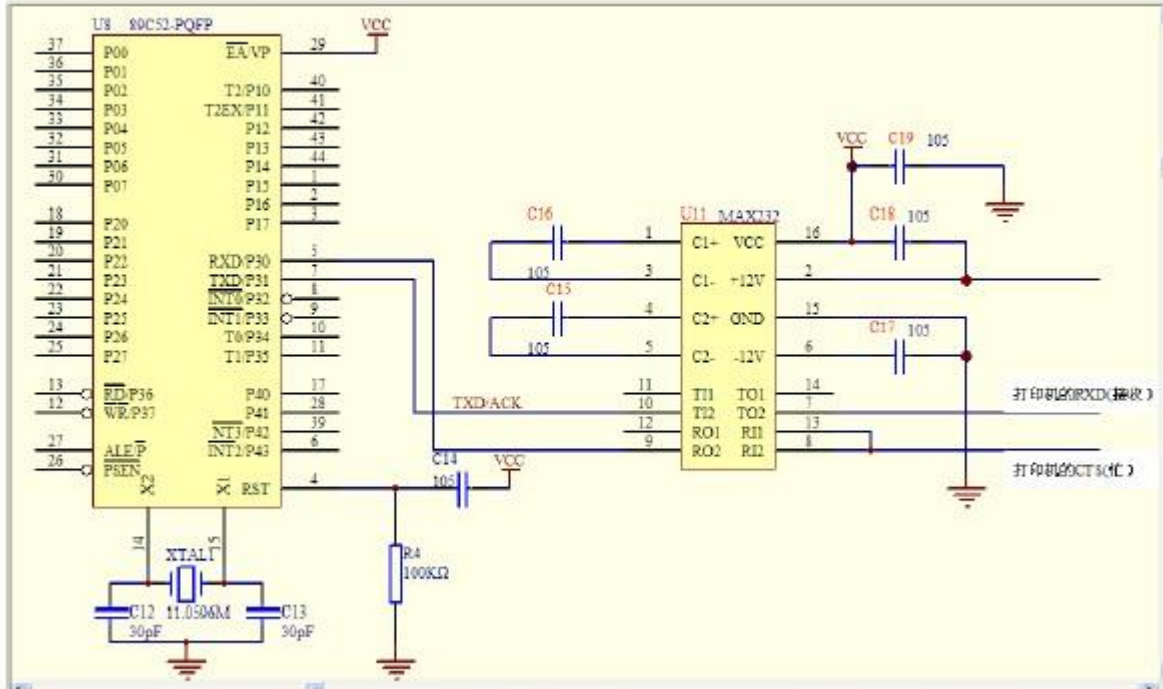 U8 89C52-PQFP
VCC
37 P00
36 P01
35 P02
34 P03
33 P04
32 P05
31 P06
30 P07
18 P20
19 P21
20 P22
21 P23
22 P24
23 P25
24 P26
25 P27
13 RD/P36
12 WR/P37
27 ALE/P
26 PSEN
EA/VP 29
T2/P10 40
T2EX/P11 41
P12 42
P13 43
P14 44
P15 1
P16 2
P17 3
RXD/P30 5
TXD/P31 7
INT0/P32 8
INT1/P33 9
T0/P34 10
T1/P35 11
P40 17
P41 28
NT3/P42 39
INT2/P43 6
RST 4
X2
X1
14
15
XTAL1
11.0596M
C12
30pF
C13
30pF
C14
105
VCC
R4
100KΩ
TXD/ACK
C16
105
C15
105
U11 MAX232
1 C1+ VCC 16
3 C1- +12V 2
4 C2+ GND 15
5 C2- -12V 6
11 TI1 TO1 14
10 TI2 TO2 7
12 RO1 RI1 13
9 RO2 RI2 8
VCC
C19 105
C18 105
C17 105
打印机的RXD(接收)
打印机的CTS(忙)